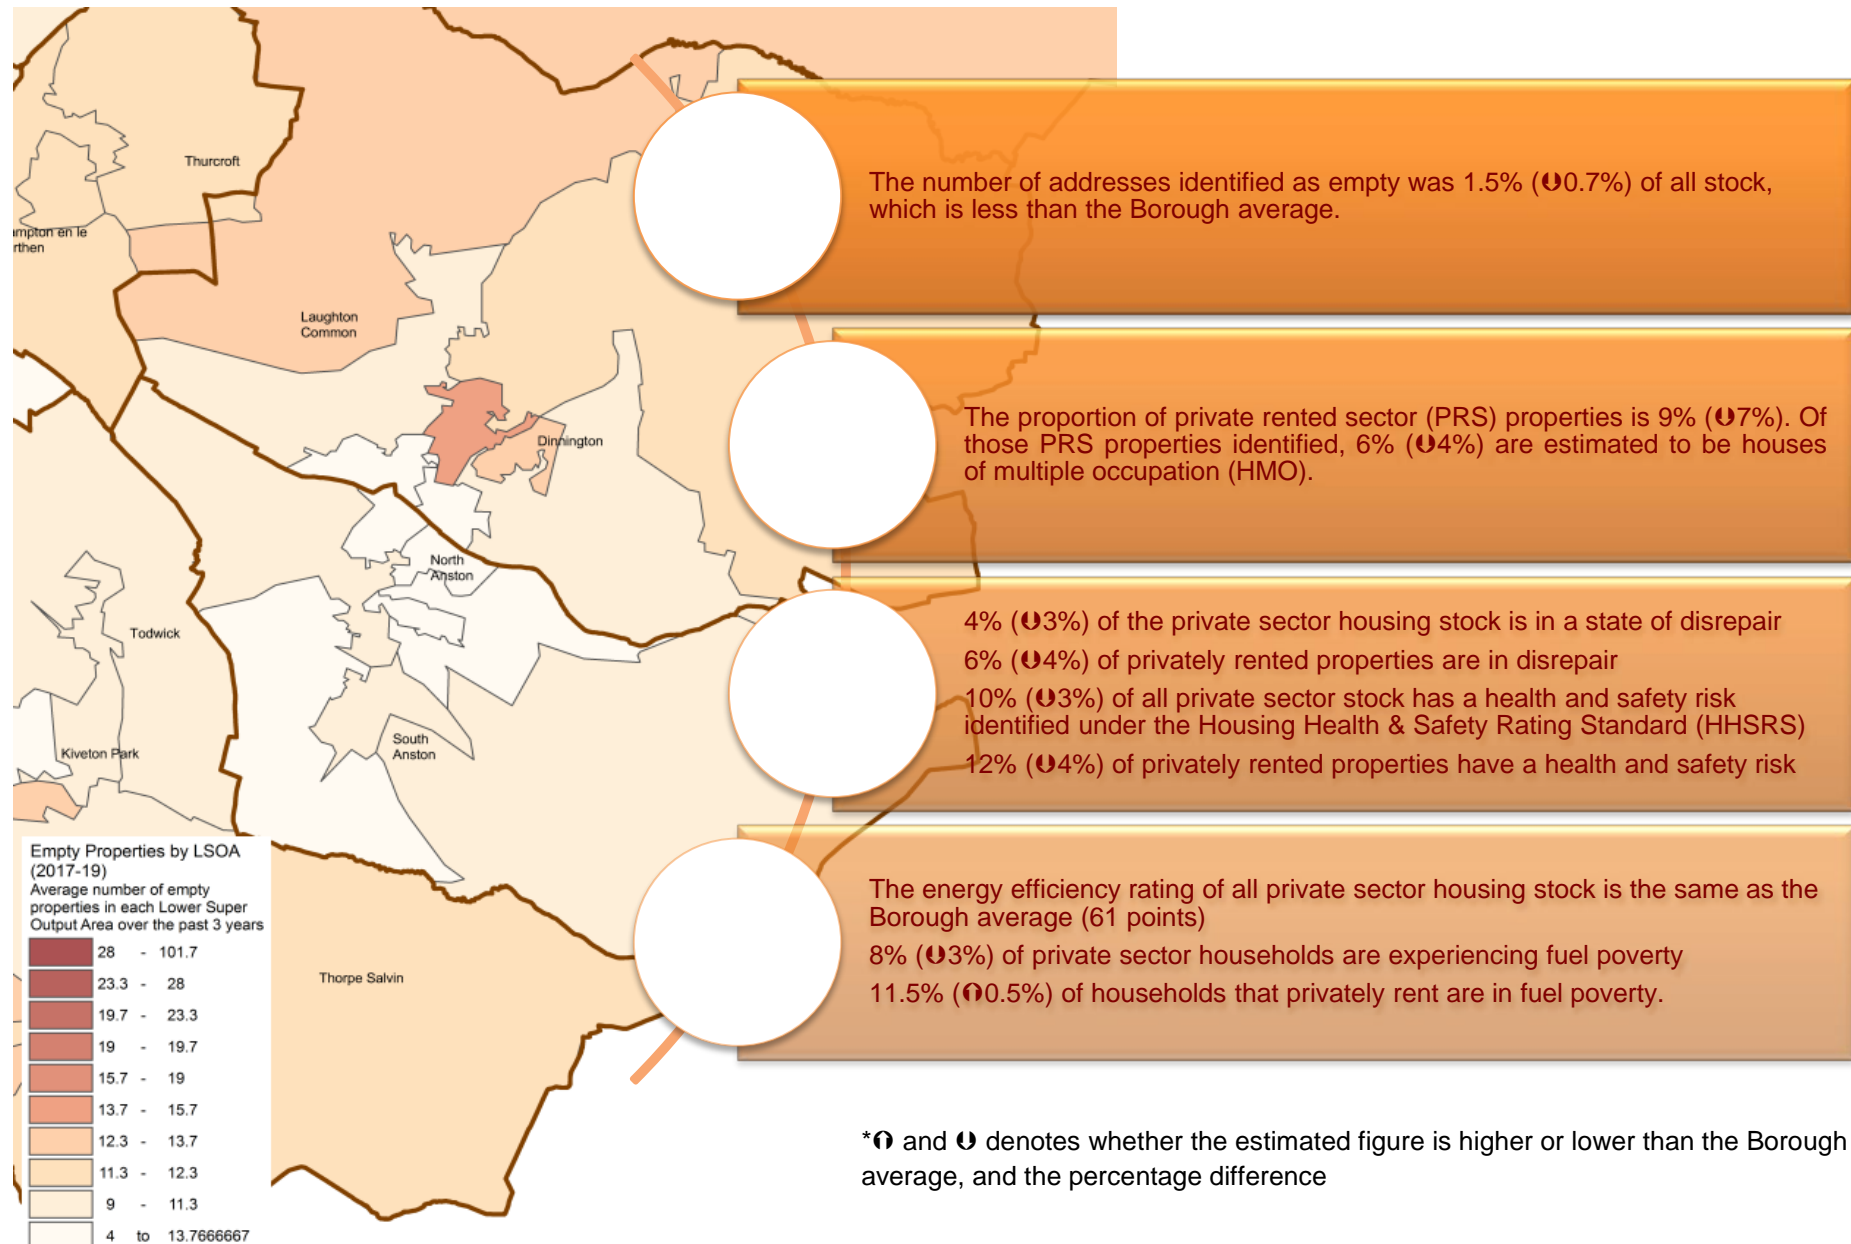 Thurcroft
mpton en le
rthen
Laughton
Common
Dinnington
North
Anston
Todwick
South
Anston
Kiveton Park
Thorpe Salvin
Empty Properties by LSOA
(2017-19)
Average number of empty
properties in each Lower Super
Output Area over the past 3 years
28 - 101.7
23.3 - 28
19.7 - 23.3
19 - 19.7
15.7 - 19
13.7 - 15.7
12.3 - 13.7
11.3 - 12.3
9 - 11.3
4 to 13.7666667
The number of addresses identified as empty was 1.5% (⮋0.7%) of all stock,
which is less than the Borough average.
The proportion of private rented sector (PRS) properties is 9% (⮋7%). Of
those PRS properties identified, 6% (⮋4%) are estimated to be houses
of multiple occupation (HMO).
4% (⮋3%) of the private sector housing stock is in a state of disrepair
6% (⮋4%) of privately rented properties are in disrepair
10% (⮋3%) of all private sector stock has a health and safety risk
identified under the Housing Health & Safety Rating Standard (HHSRS)
12% (⮋4%) of privately rented properties have a health and safety risk
The energy efficiency rating of all private sector housing stock is the same as the
Borough average (61 points)
8% (⮋3%) of private sector households are experiencing fuel poverty
11.5% (⮉0.5%) of households that privately rent are in fuel poverty.
*⮉ and ⮋ denotes whether the estimated figure is higher or lower than the Borough
average, and the percentage difference